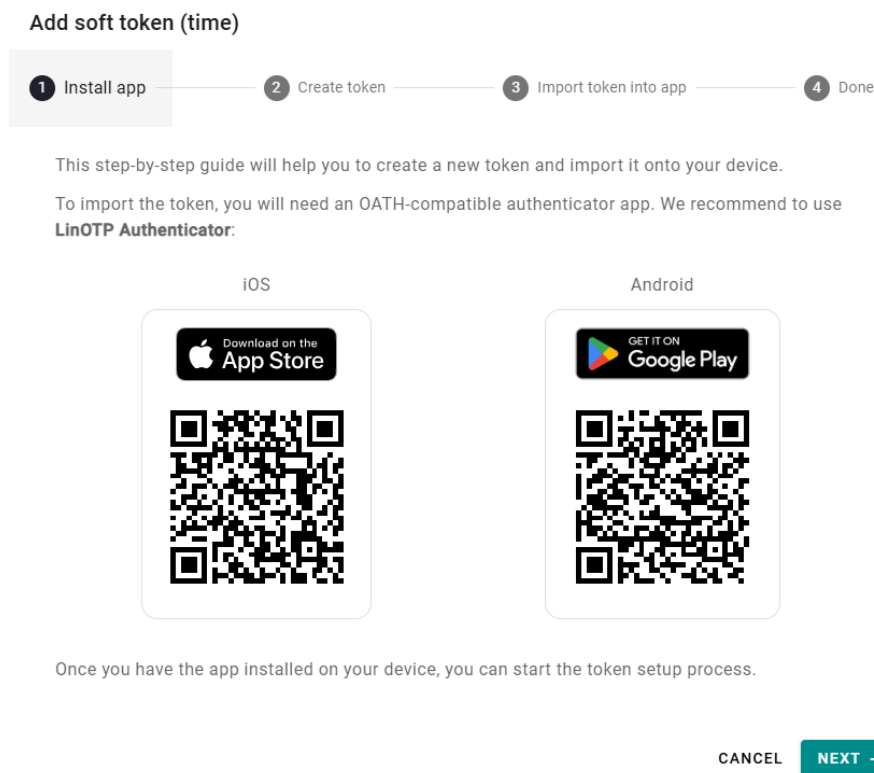 Add soft token (time)
1 Install app 2 Create token 3 Import token into app 4 Done
This step-by-step guide will help you to create a new token and import it onto your device.
To import the token, you will need an OATH-compatible authenticator app. We recommend to use
LinOTP Authenticator:
iOS Android
Download on the
App Store
GET IT ON
Google Play
Once you have the app installed on your device, you can start the token setup process.
CANCEL NEXT